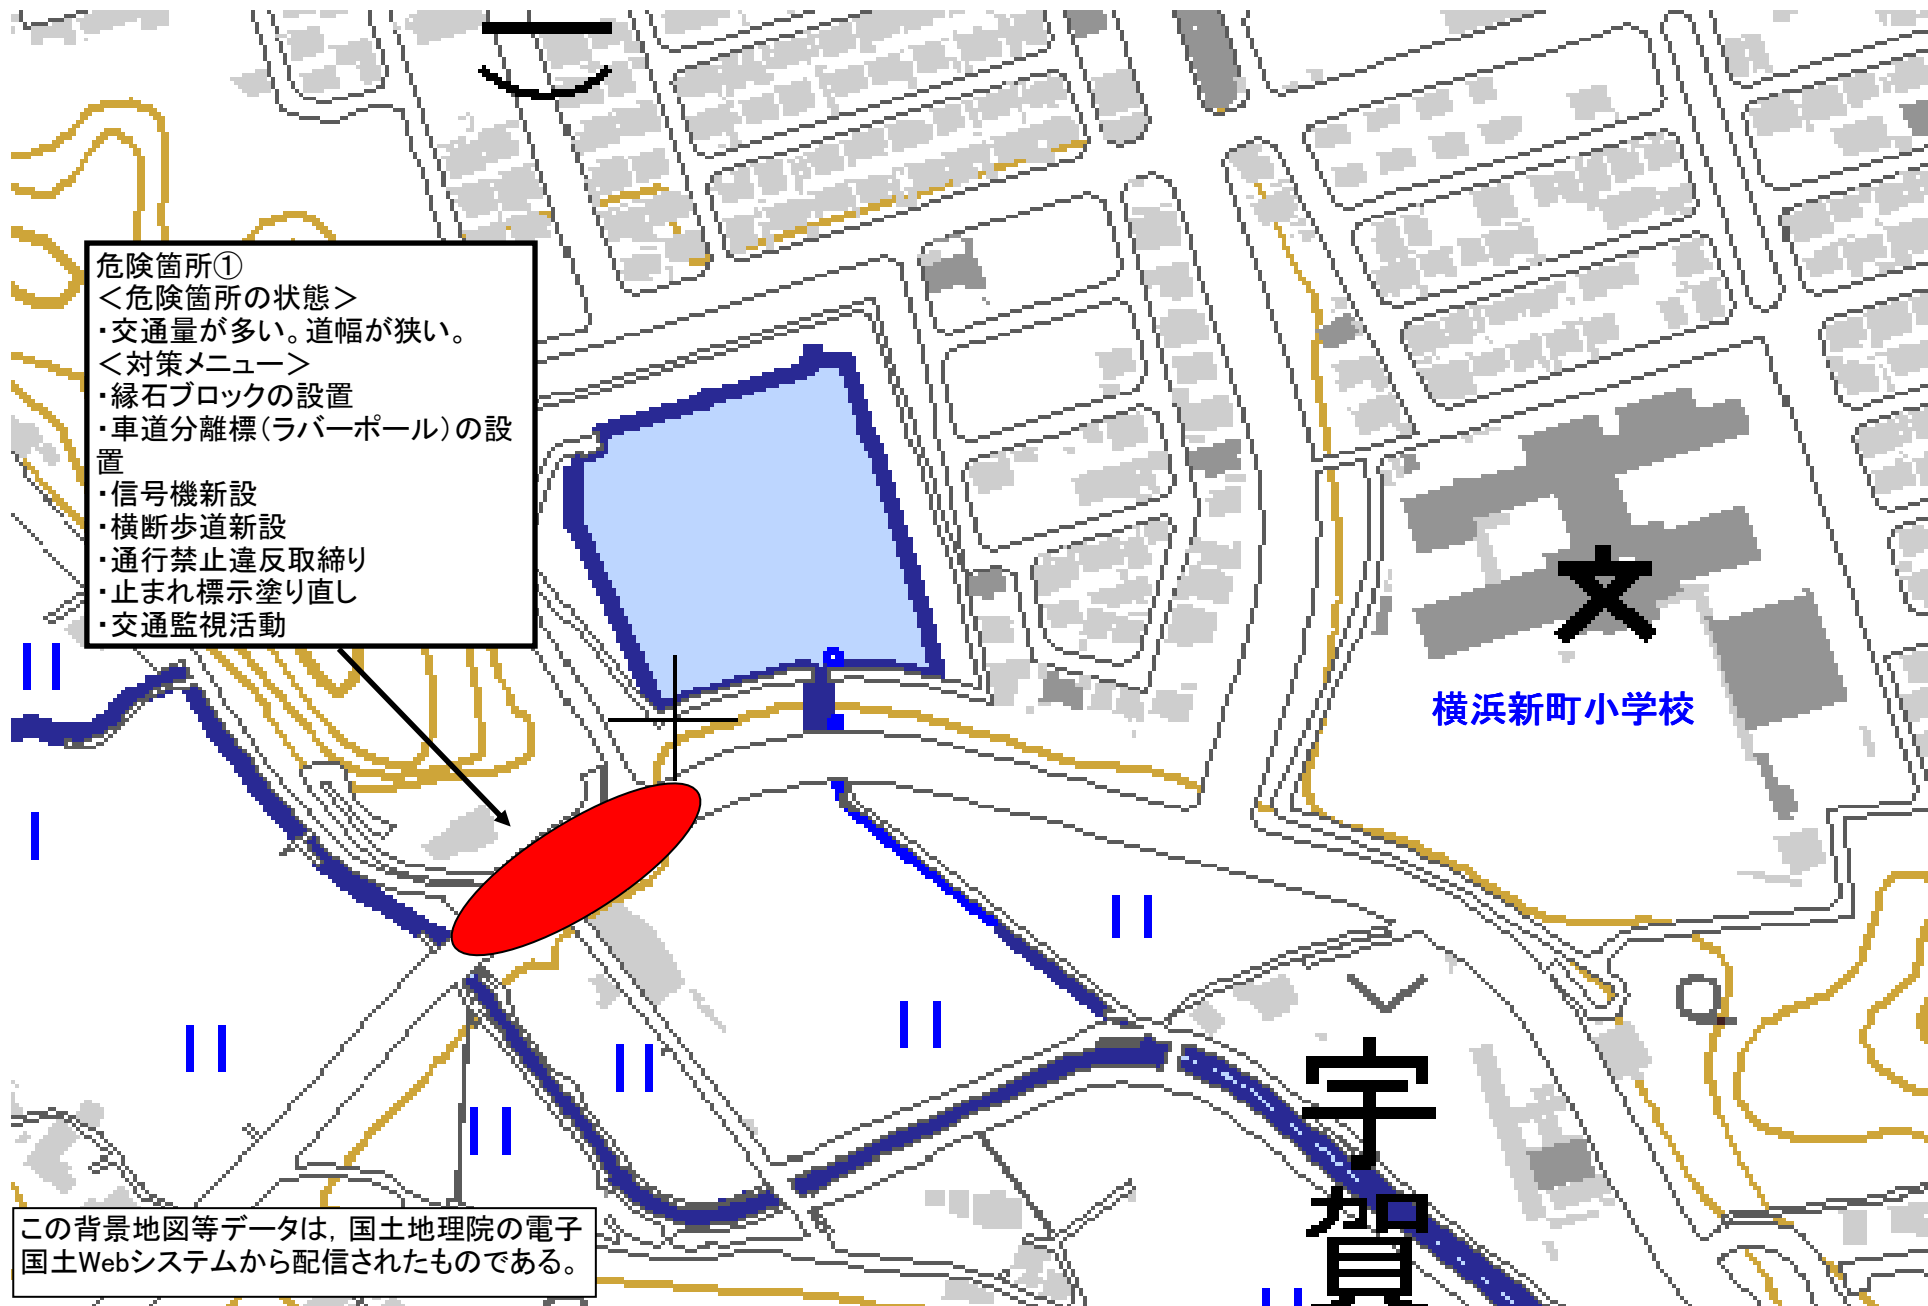 危険箇所①
<危険箇所の状態>
・交通量が多い。道幅が狭い。
<対策メニュー>
・縁石ブロックの設置
・車道分離標(ラバーポール)の設
置
・信号機新設
・横断歩道新設
・通行禁止違反取締り
・止まれ標示塗り直し
・交通監視活動
文
横浜新町小学校
宇
賀
この背景地図等データは, 国土地理院の電子
国土Webシステムから配信されたものである。